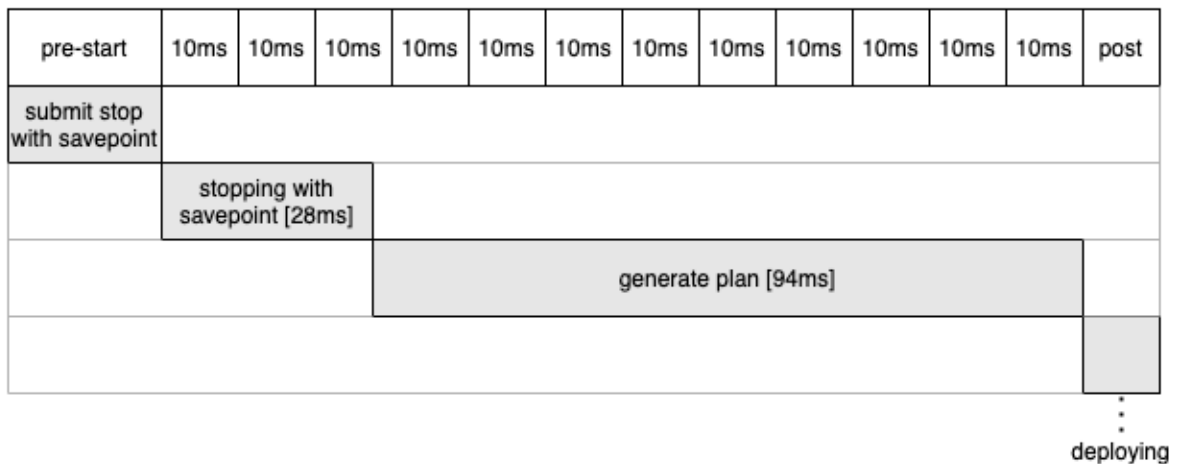 pre-start 10ms 10ms 10ms 10ms 10ms 10ms 10ms 10ms 10ms 10ms 10ms 10ms post
submit stop
with savepoint
stopping with
savepoint [28ms]
generate plan [94ms]
deploying